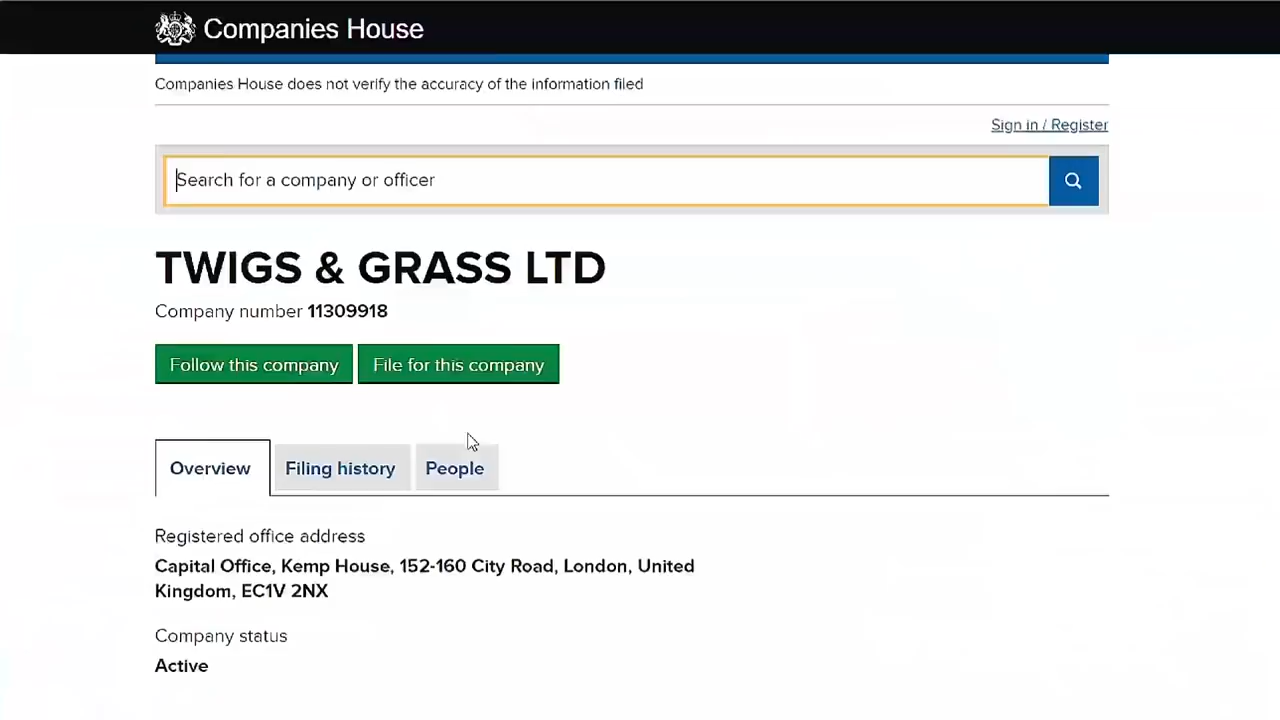 Companies House
Companies House does not verify the accuracy of the information filed
Sign in / Register
Search for a company or officer
TWIGS & GRASS LTD
Company number 11309918
Follow this company File for this company
Overview Filing history People
Registered office address
Capital Office, Kemp House, 152-160 City Road, London, United
Kingdom, EC1V 2NX
Company status
Active